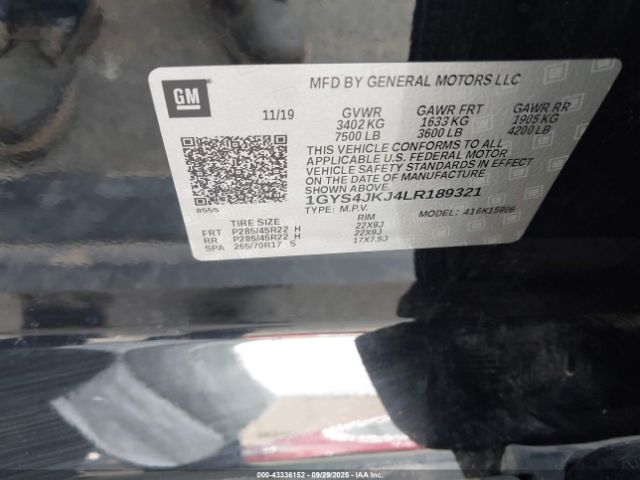 GM
MFD BY GENERAL MOTORS LLC
11/19 GVWR GAWR FRT GAWR RR
3402 KG 1633 KG 1905 KG
7500 LB 3600 LB 4200 LB
THIS VEHICLE CONFORMS TO ALL
APPLICABLE U.S. FEDERAL MOTOR
VEHICLE SAFETY STANDARDS IN EFFECT
ON THE DATE OF MANUFACTURE
SHOWN ABOVE.
1GYS4JKJ4LR189321
TYPE: M.P.V. MODEL: 416K15906
8555
TIRE SIZE RIM
FRT P285/45R22 H 22X9J
RR P285/45R22 H 22X9J
SPA 265/70R17 S 17X7.5J
000-43336152 - 09/29/2025 - IAAI.COM